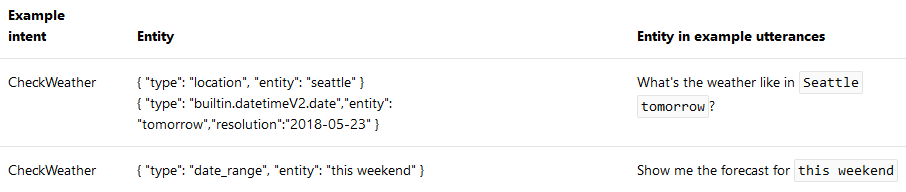 Example intent Entity Entity in example utterances
CheckWeather { "type": "location", "entity": "seattle" } What's the weather like in Seattle
{ "type": "builtin.datetimeV2.date","entity": tomorrow?
"tomorrow","resolution":"2018-05-23" }
CheckWeather { "type": "date_range", "entity": "this weekend" } Show me the forecast for this weekend